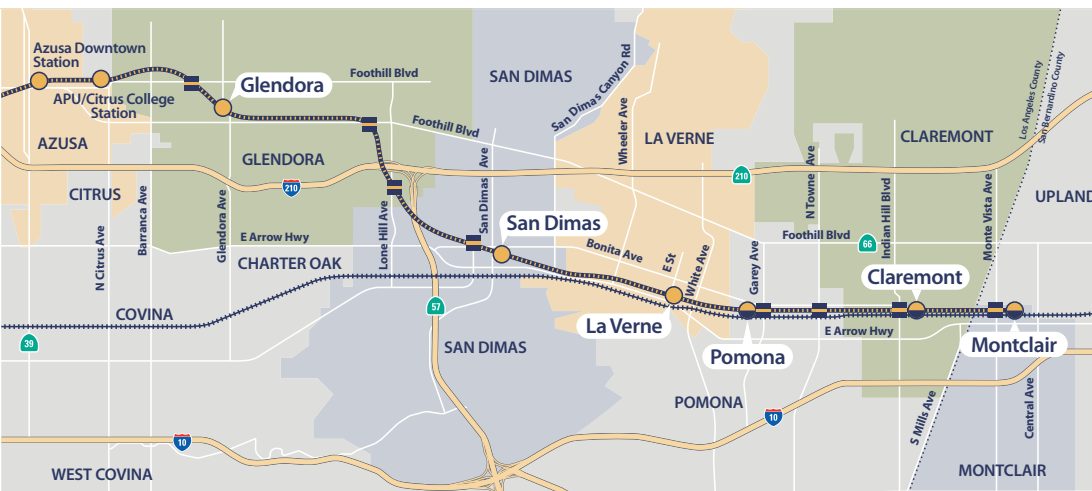 Azusa Downtown
Station
APU/Citrus College
Station
Glendora
Foothill Blvd
SAN DIMAS
San Dimas Canyon Rd
Foothill Blvd
Wheeler Ave
LA VERNE
CLAREMONT
Los Angeles County
San Bernardino County
AZUSA
GLENDORA
210
210
CITRUS
Barranca Ave
Glendora Ave
Lone Hill Ave
San Dimas Ave
N Towne Ave
Indian Hill Blvd
Monte Vista Ave
UPLAND
N Citrus Ave
E Arrow Hwy
CHARTER OAK
San Dimas
Bonita Ave
E St
White Ave
Garey Ave
Foothill Blvd
66
Claremont
COVINA
57
La Verne
E Arrow Hwy
39
SAN DIMAS
Pomona
Montclair
POMONA
10
S Mills Ave
Central Ave
10
WEST COVINA
MONTCLAIR